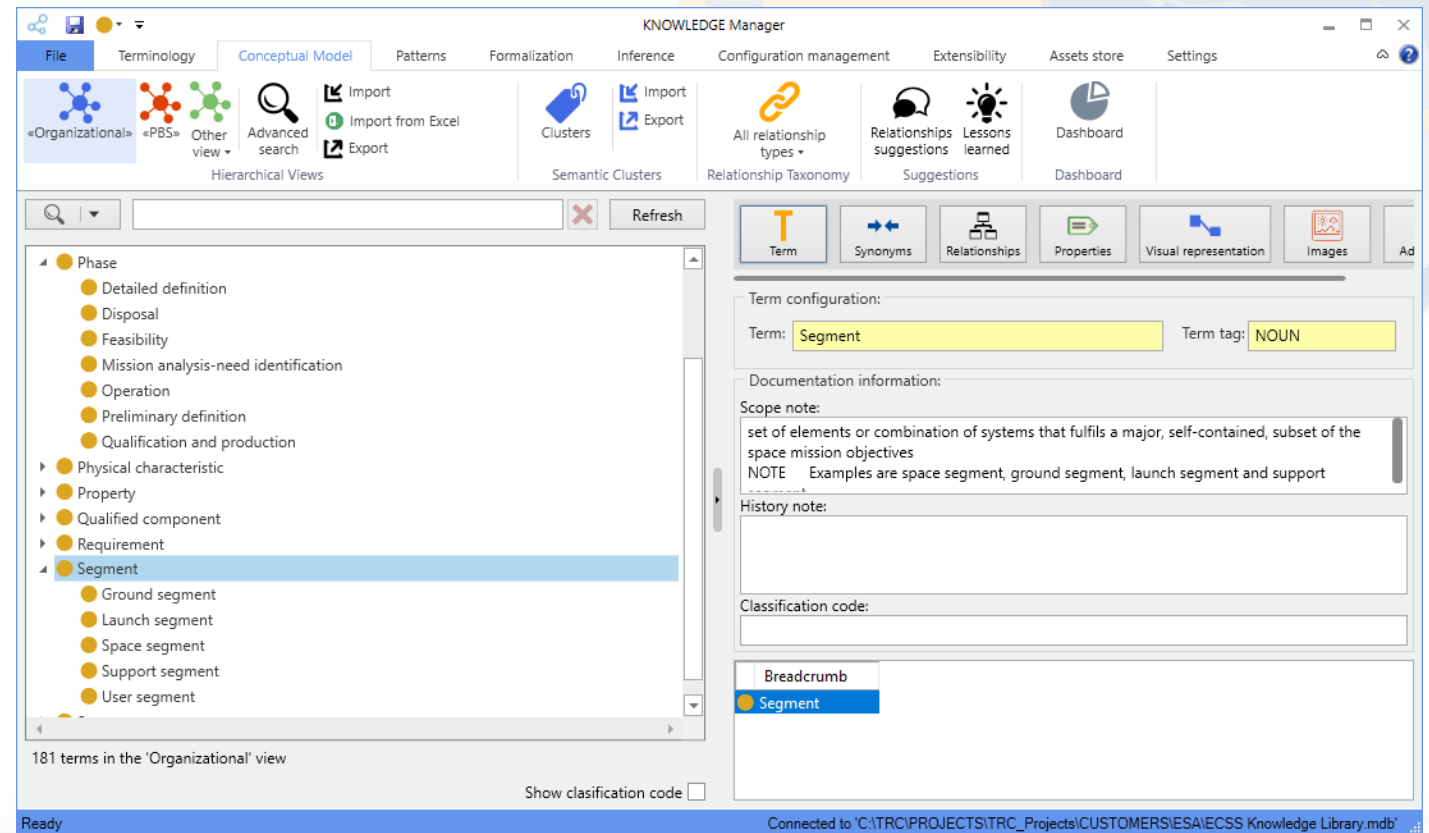 KNOWLEDGE Manager
File Terminology Conceptual Model Patterns Formalization Inference Configuration management Extensibility Assets store Settings
«Organizational»
«PBS»
Other
view
Advanced
search
Import
Import from Excel
Export
Hierarchical Views
Clusters
Import
Export
Semantic Clusters
All relationship
types
Relationship Taxonomy
Relationships
suggestions
Lessons
learned
Suggestions
Dashboard
Dashboard
Refresh
Phase
Detailed definition
Disposal
Feasibility
Mission analysis-need identification
Operation
Preliminary definition
Qualification and production
Physical characteristic
Property
Qualified component
Requirement
Segment
Ground segment
Launch segment
Space segment
Support segment
User segment
181 terms in the 'Organizational' view
Show clasification code
Term Synonyms Relationships Properties Visual representation Images Ad
Term configuration:
Term: Segment Term tag: NOUN
Documentation information:
Scope note:
set of elements or combination of systems that fulfils a major, self-contained, subset of the
space mission objectives
NOTE Examples are space segment, ground segment, launch segment and support
History note:
Classification code:
Breadcrumb
Segment
Ready Connected to 'C:\TRC\PROJECTS\TRC_Projects\CUSTOMERS\ESA\ECSS Knowledge Library.mdb'